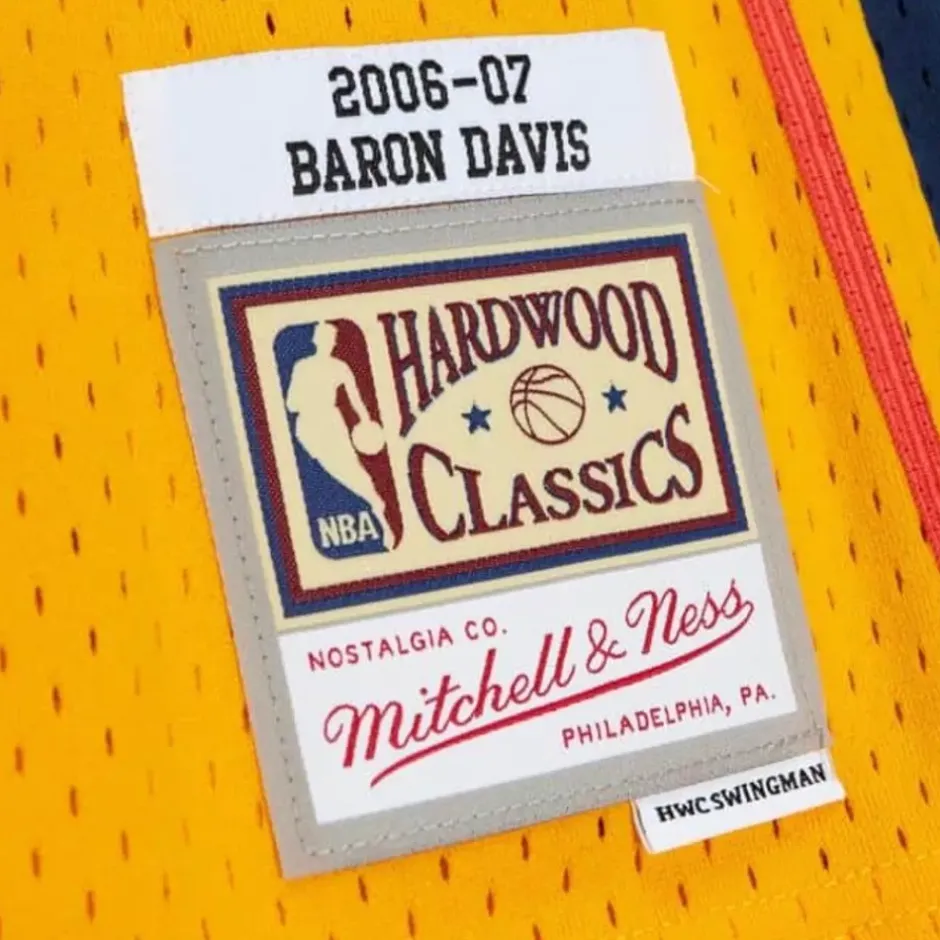 2006-07
BARON DAVIS
HARDWOOD
CLASSICS
NBA
NOSTALGIA CO.
Mitchell & Ness
PHILADELPHIA, PA.
HWC SWINGMAN